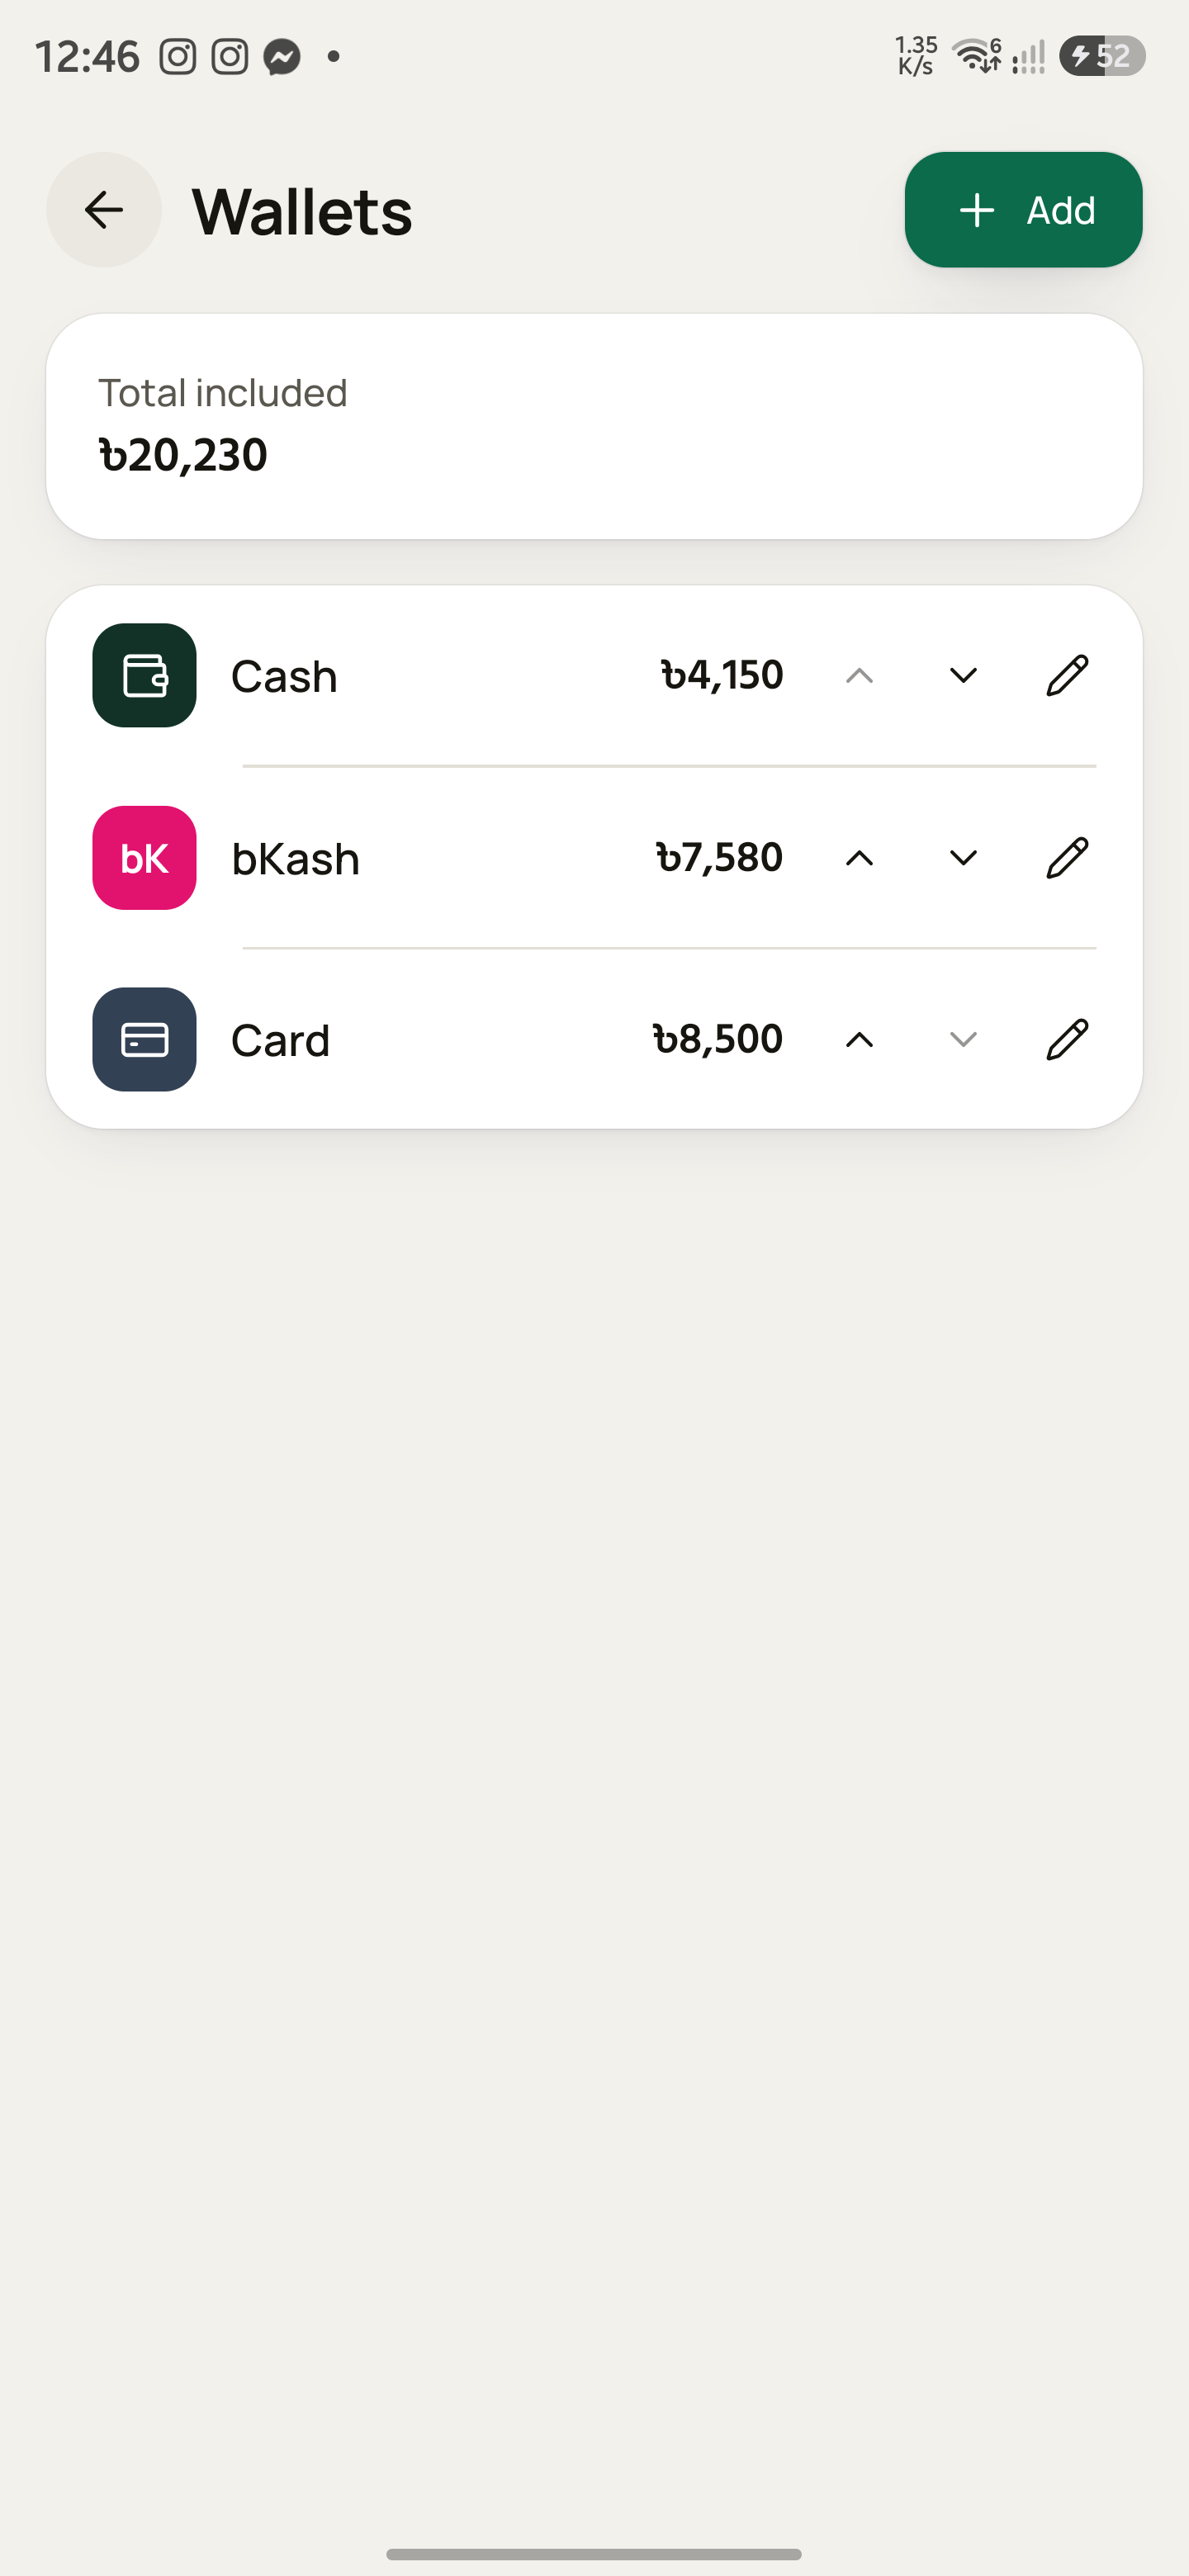 12:46
1.35
K/s
6
52
Wallets
Add
Total included
৳20,230
Cash
৳4,150
bK
bKash
৳7,580
Card
৳8,500